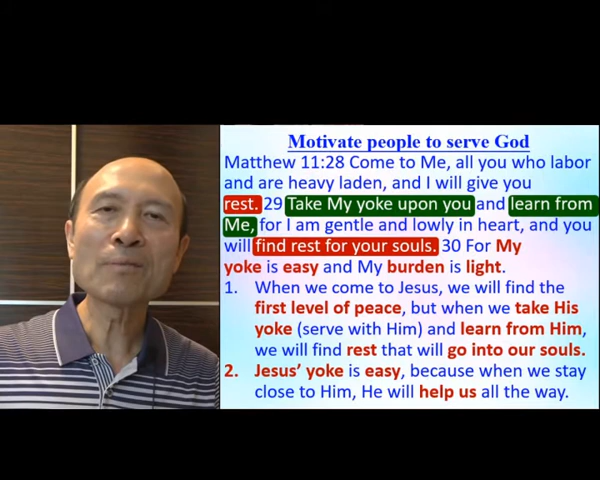 Motivate people to serve God
Matthew 11:28 Come to Me, all you who labor
and are heavy laden, and I will give you
rest. 29 Take My yoke upon you and learn from
Me, for I am gentle and lowly in heart, and you
will find rest for your souls. 30 For My
yoke is easy and My burden is light.
1. When we come to Jesus, we will find the
first level of peace, but when we take His
yoke (serve with Him) and learn from Him,
we will find rest that will go into our souls.
2. Jesus’ yoke is easy, because when we stay
close to Him, He will help us all the way.